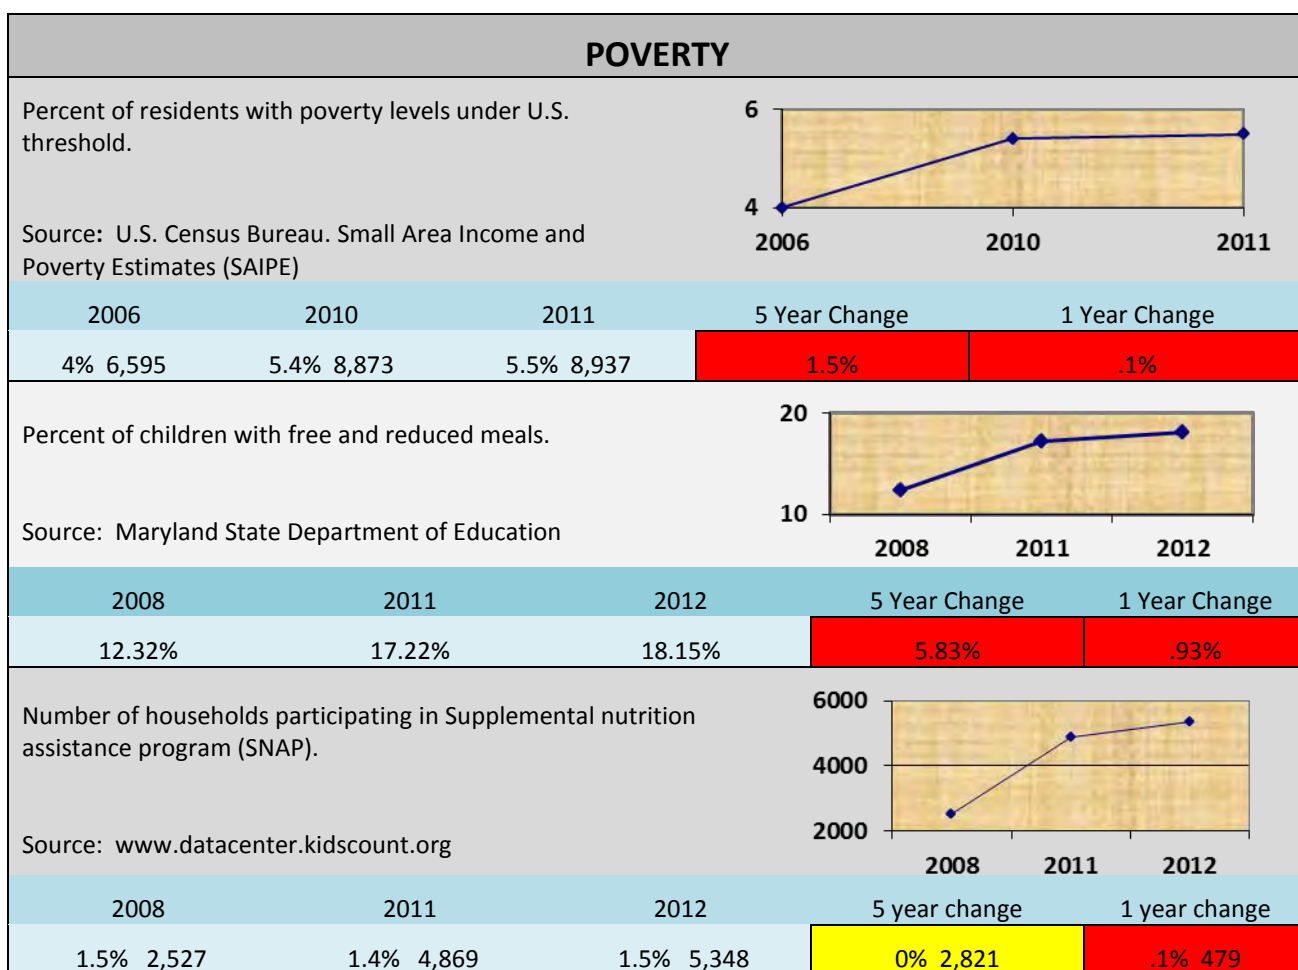 POVERTY
Percent of residents with poverty levels under U.S.
threshold.
Source: U.S. Census Bureau. Small Area Income and
Poverty Estimates (SAIPE)
6
4
2006 2010 2011
2006 2010 2011 5 Year Change 1 Year Change
4% 6,595 5.4% 8,873 5.5% 8,937 1.5% .1%
Percent of children with free and reduced meals.
Source: Maryland State Department of Education
20
10
2008 2011 2012
2008 2011 2012 5 Year Change 1 Year Change
12.32% 17.22% 18.15% 5.83% .93%
Number of households participating in Supplemental nutrition
assistance program (SNAP).
Source: www.datacenter.kidscount.org
6000
4000
2000
2008 2011 2012
2008 2011 2012 5 year change 1 year change
1.5% 2,527 1.4% 4,869 1.5% 5,348 0% 2,821 .1% 479